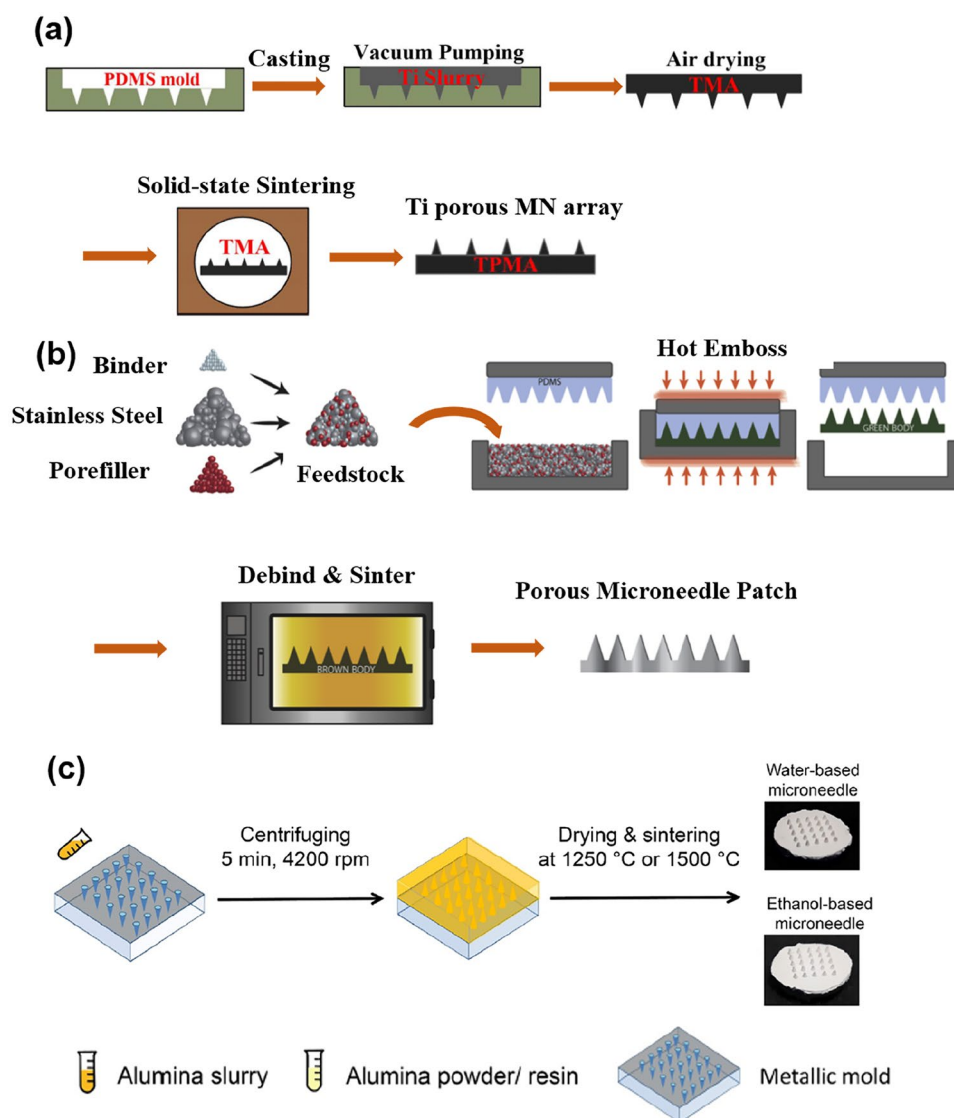 (a)
PDMS mold
Casting
Vacuum Pumping
Ti Slurry
Air drying
TMA
Solid-state Sintering
TMA
Ti porous MN array
TPMA
(b)
Binder
Stainless Steel
Porefiller
Feedstock
PDMS
Hot Emboss
GREEN BODY
Debind & Sinter
BROWN BODY
Porous Microneedle Patch
(c)
Centrifuging
5 min, 4200 rpm
Drying & sintering
at 1250 °C or 1500 °C
Water-based
microneedle
Ethanol-based
microneedle
Alumina slurry
Alumina powder/ resin
Metallic mold